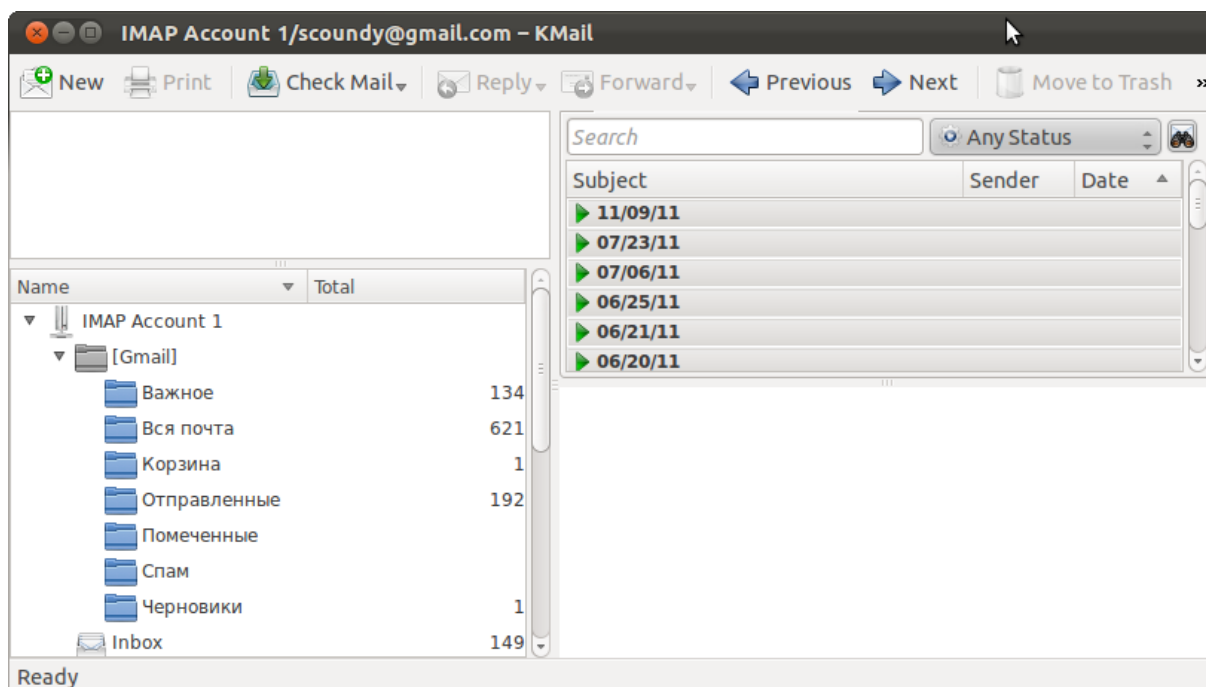 IMAP Account 1/scoundy@gmail.com – KMail
New Print Check Mail Reply Forward Previous Next Move to Trash »
Search Any Status
Subject Sender Date
11/09/11
07/23/11
07/06/11
06/25/11
06/21/11
06/20/11
Name Total
IMAP Account 1
[Gmail]
Важное 134
Вся почта 621
Корзина 1
Отправленные 192
Помеченные
Спам
Черновики 1
Inbox 149
Ready